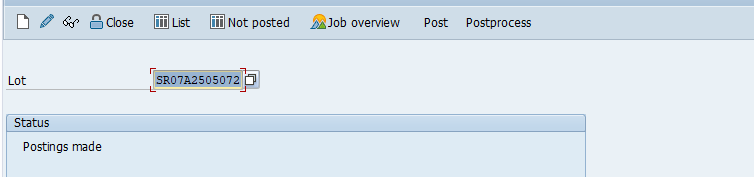 Close List Not posted Job overview Post Postprocess
Lot SR07A2505072
Status
Postings made